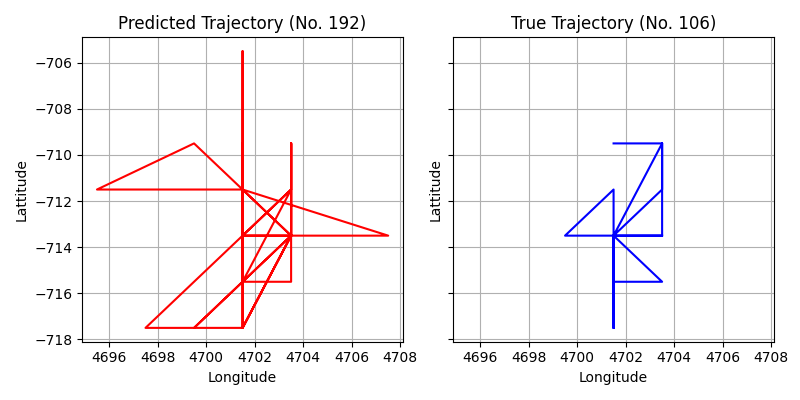 Predicted Trajectory (No. 192)
Lattitude
−706
−708
−710
−712
−714
−716
−718
4696 4698 4700 4702 4704 4706 4708
Longitude
True Trajectory (No. 106)
Lattitude
4696 4698 4700 4702 4704 4706 4708
Longitude